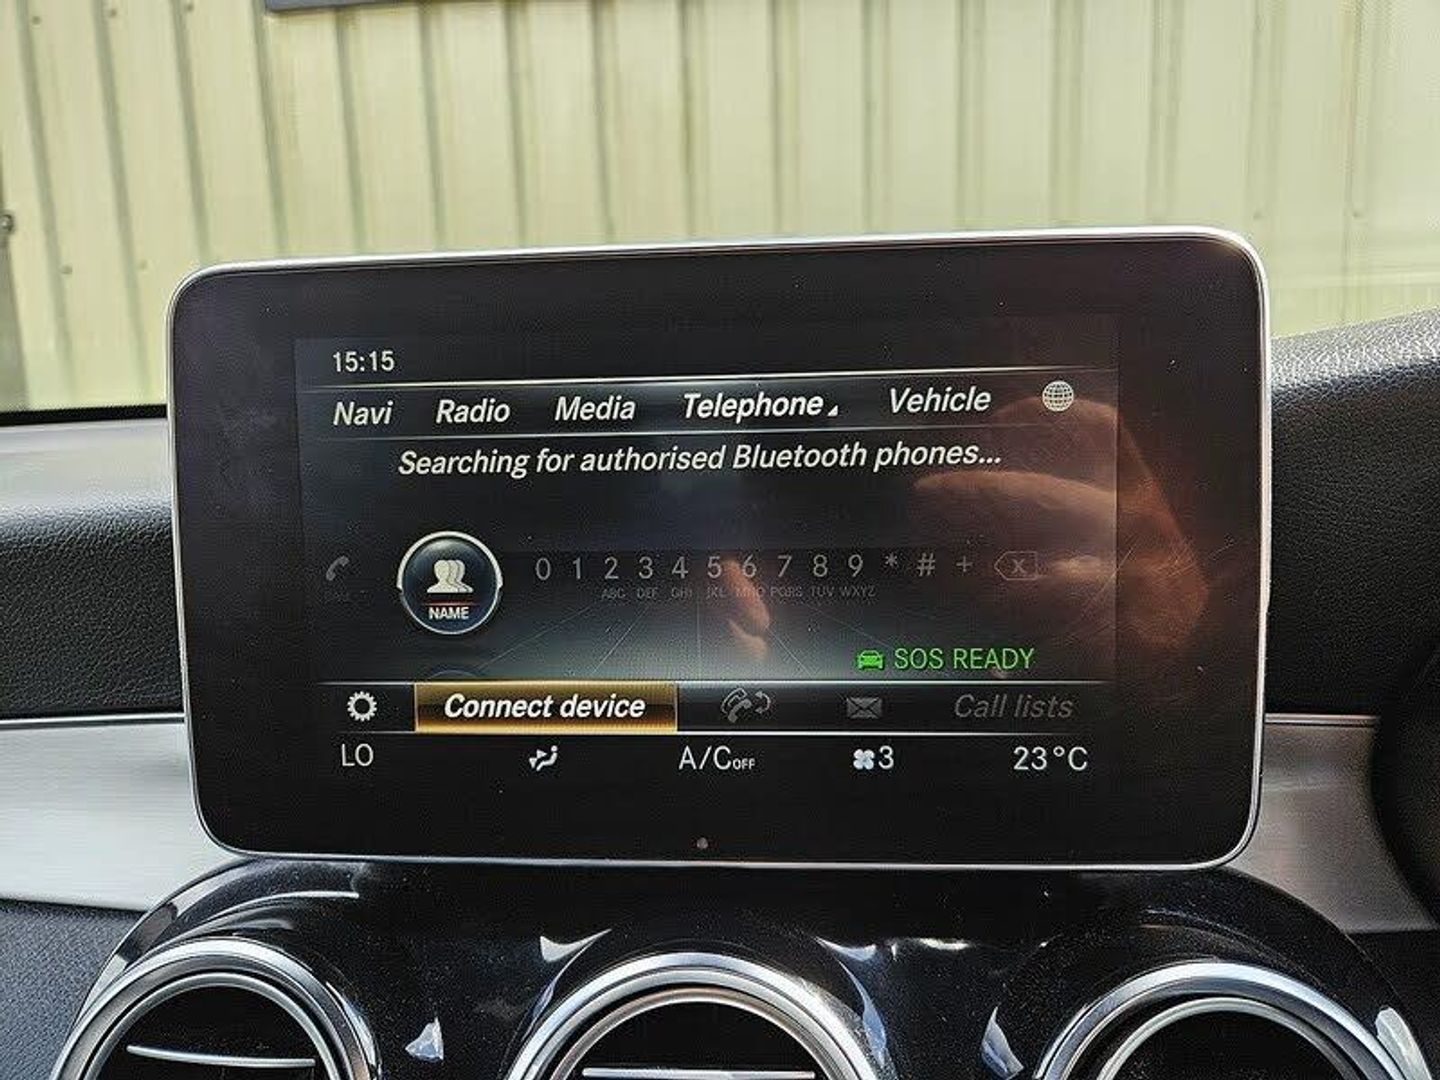 15:15
Navi Radio Media Telephone Vehicle
Searching for authorised Bluetooth phones...
NAME
0 1 2 3 4 5 6 7 8 9 * # +
ABC DEF GHI JKL MNO PQRS TUV WXYZ
SOS READY
Connect device Call lists
LO A/C OFF 3 23°C